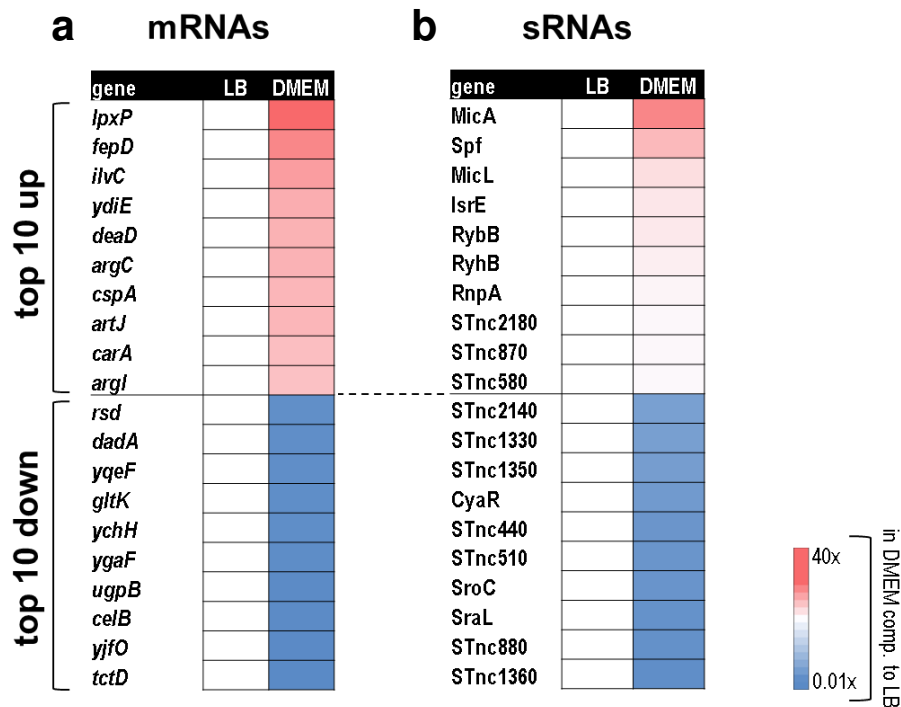 a mRNAs
gene LB DMEM
top 10 up
lpxP
fepD
ilvC
ydiE
deaD
argC
cspA
artJ
carA
argI
top 10 down
rsd
dadA
yqeF
gltK
ychH
ygaF
ugpB
celB
yjfO
tctD
b sRNAs
gene LB DMEM
MicA
Spf
MicL
IsrE
RybB
RyhB
RnpA
STnc2180
STnc870
STnc580
STnc2140
STnc1330
STnc1350
CyaR
STnc440
STnc510
SroC
SraL
STnc880
STnc1360
40x
0.01x
in DMEM comp. to LB